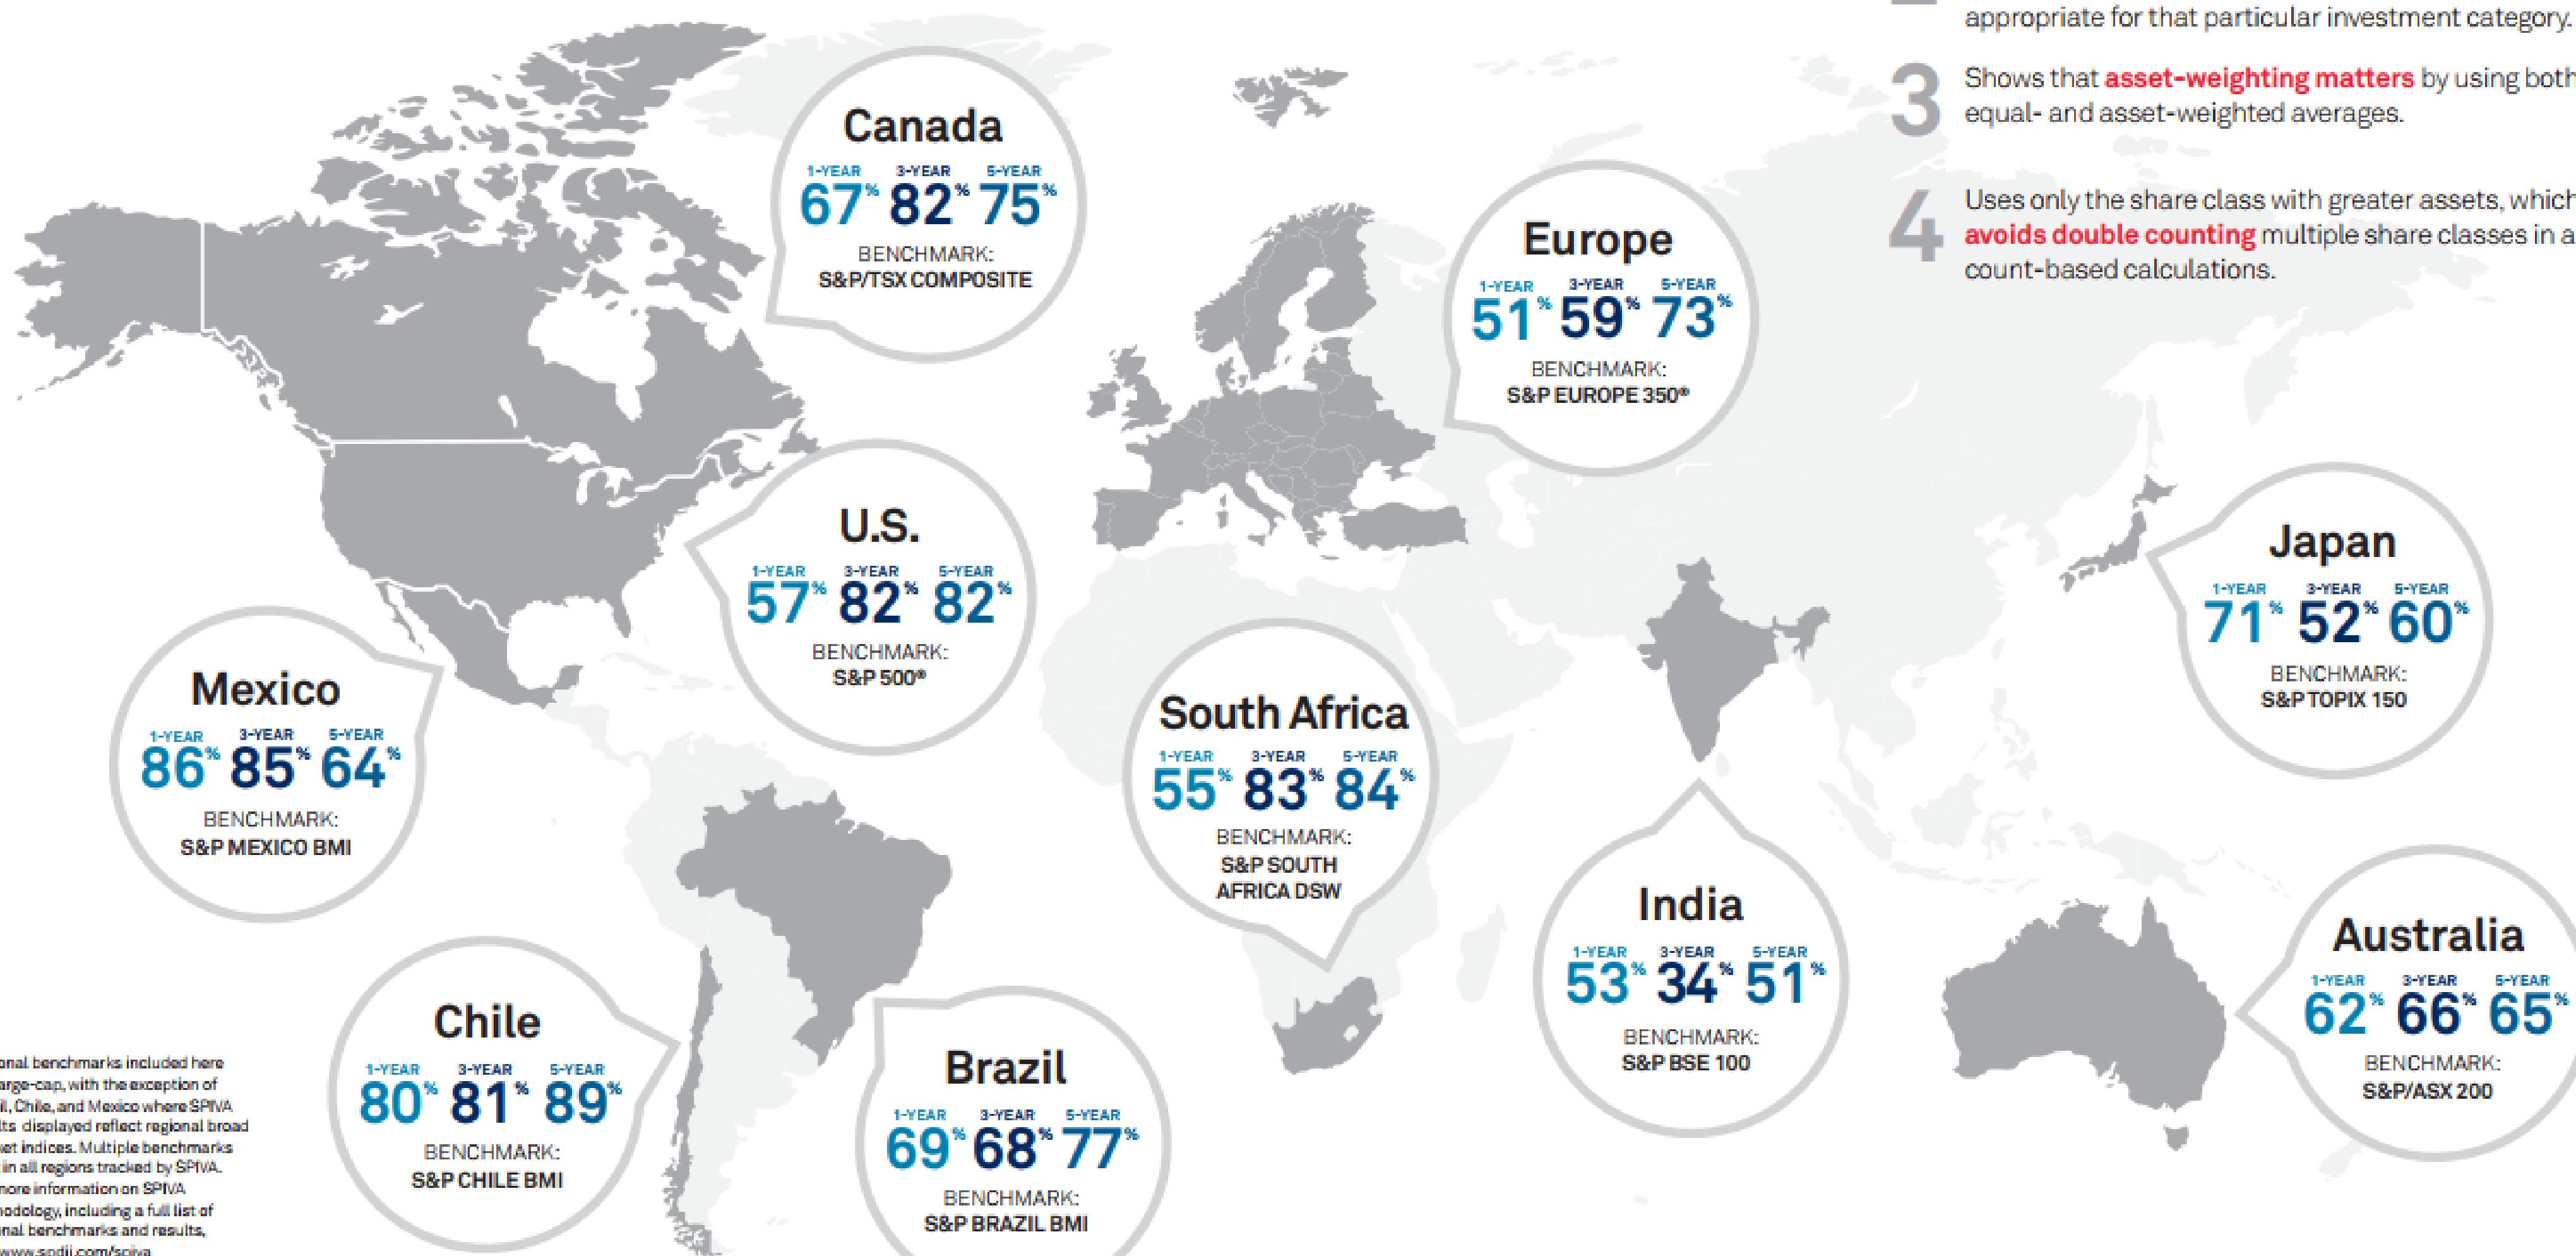 appropriate for that particular investment category.
3
Shows that asset-weighting matters by using both
equal- and asset-weighted averages.
4
Uses only the share class with greater assets, which
avoids double counting multiple share classes in a
count-based calculations.
Canada
1-YEAR 3-YEAR 5-YEAR
67% 82% 75%
BENCHMARK:
S&P/TSX COMPOSITE
Europe
1-YEAR 3-YEAR 5-YEAR
51% 59% 73%
BENCHMARK:
S&P EUROPE 350®
U.S.
1-YEAR 3-YEAR 5-YEAR
57% 82% 82%
BENCHMARK:
S&P 500®
Japan
1-YEAR 3-YEAR 5-YEAR
71% 52% 60%
BENCHMARK:
S&P TOPIX 150
Mexico
1-YEAR 3-YEAR 5-YEAR
86% 85% 64%
BENCHMARK:
S&P MEXICO BMI
South Africa
1-YEAR 3-YEAR 5-YEAR
55% 83% 84%
BENCHMARK:
S&P SOUTH
AFRICA DSW
India
1-YEAR 3-YEAR 5-YEAR
53% 34% 51%
BENCHMARK:
S&P BSE 100
Australia
1-YEAR 3-YEAR 5-YEAR
62% 66% 65%
BENCHMARK:
S&P/ASX 200
Chile
1-YEAR 3-YEAR 5-YEAR
80% 81% 89%
BENCHMARK:
S&P CHILE BMI
Brazil
1-YEAR 3-YEAR 5-YEAR
69% 68% 77%
BENCHMARK:
S&P BRAZIL BMI
onal benchmarks included here
arge-cap, with the exception of
il, Chile, and Mexico where SPIVA
lts displayed reflect regional broad
et indices. Multiple benchmarks
in all regions tracked by SPIVA.
more information on SPIVA
hodology, including a full list of
onal benchmarks and results,
www.spdji.com/spiva